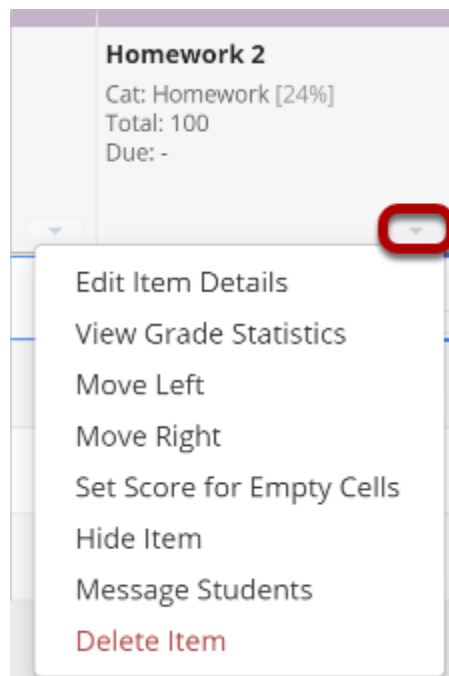 Homework 2
Cat: Homework [24%]
Total: 100
Due: -
Edit Item Details
View Grade Statistics
Move Left
Move Right
Set Score for Empty Cells
Hide Item
Message Students
Delete Item